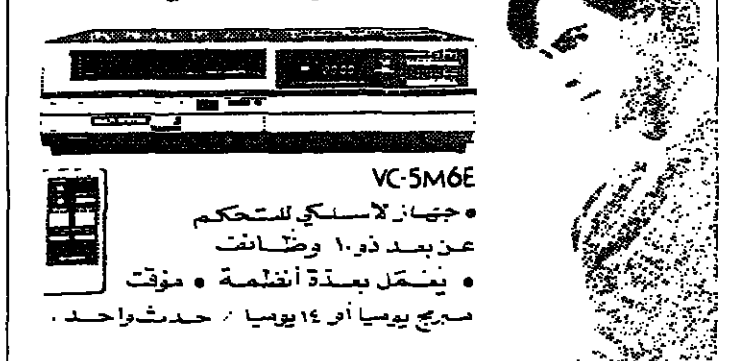 VC-5M6E
• جهاز لاسلكي للتحكم
عن بعد ذو ١٠ وظائف
• يعمل بعدة أنظمة • موقت
مبرمج يوميا أو ١٤ يوميا / حدث واحد .